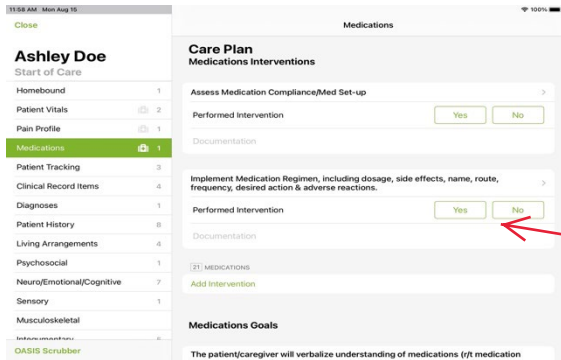 11:58 AM Mon Aug 15
100%
Close
Medications
Ashley Doe
Start of Care
Homebound 1
Patient Vitals 2
Pain Profile 1
Medications 1
Patient Tracking 3
Clinical Record Items 4
Diagnoses 1
Patient History 8
Living Arrangements 4
Psychosocial 1
Neuro/Emotional/Cognitive 7
Sensory 1
Musculoskeletal
Integumentary 6
OASIS Scrubber
Care Plan
Medications Interventions
Assess Medication Compliance/Med Set-up
Performed Intervention Yes No
Documentation
Implement Medication Regimen, including dosage, side effects, name, route,
frequency, desired action & adverse reactions.
Performed Intervention Yes No
Documentation
21 MEDICATIONS
Add Intervention
Medications Goals
The patient/caregiver will verbalize understanding of medications (r/t medication